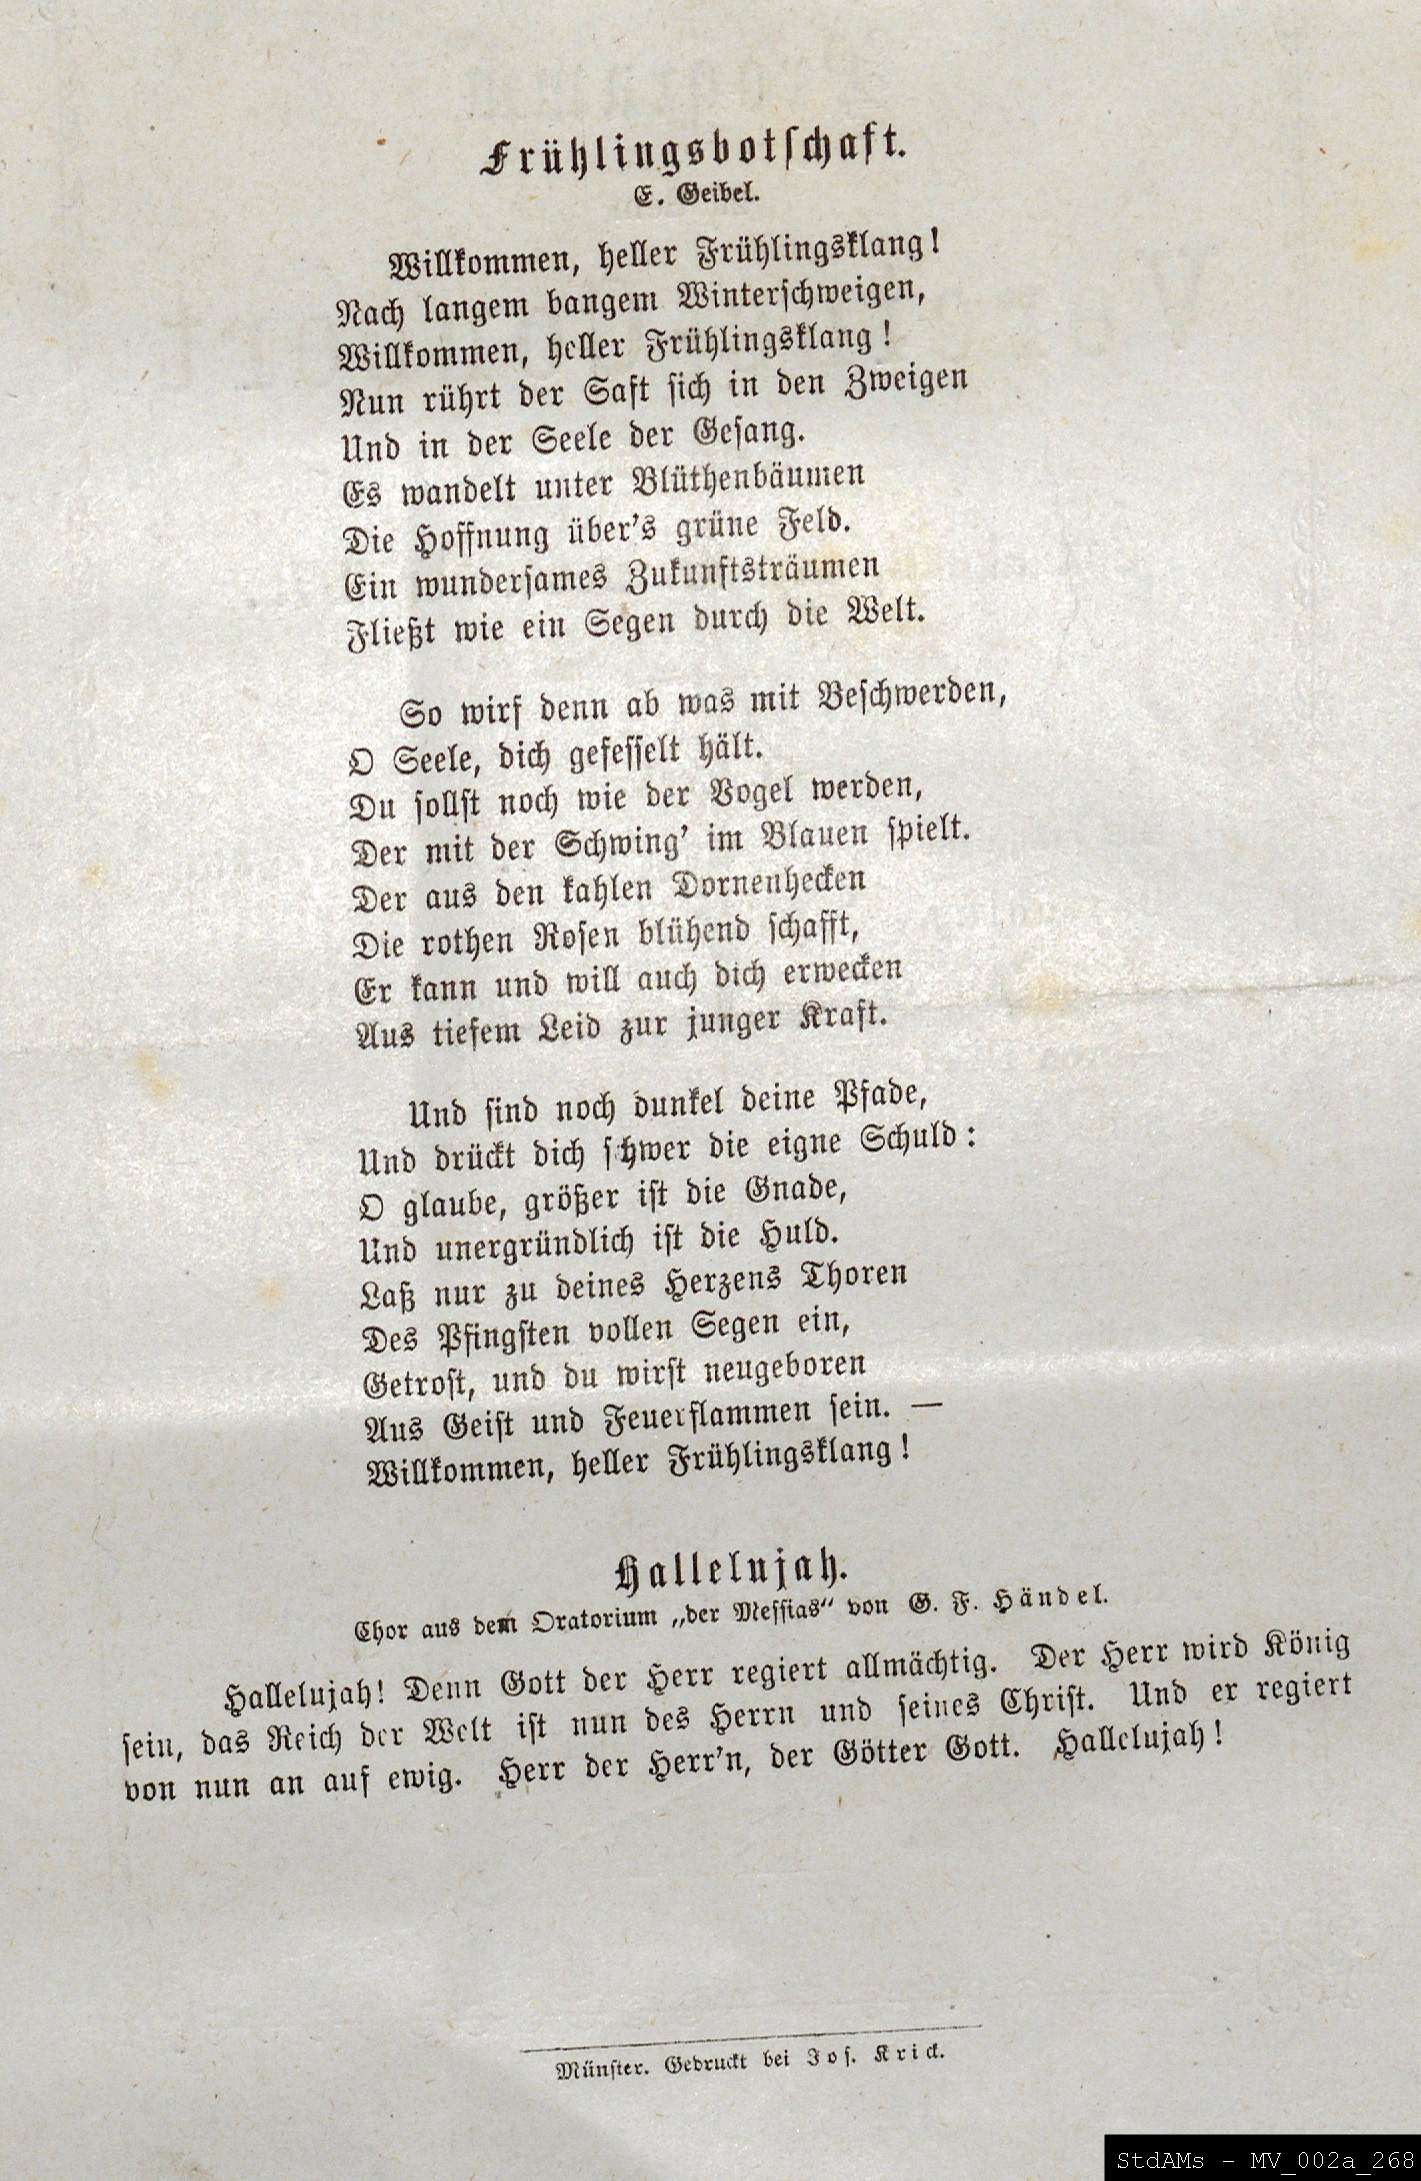 Frühlingsbotschaft.
E. Geibel.
Willkommen, heller Frühlingsklang!
Nach langem bangem Winterschweigen,
Willkommen, heller Frühlingsklang!
Nun rührt der Saft sich in den Zweigen
Und in der Seele der Gesang.
Es wandelt unter Blüthenbäumen
Die Hoffnung über's grüne Feld.
Ein wundersames Zukunftsträumen
Fließt wie ein Segen durch die Welt.
So wirf denn ab was mit Beschwerden,
O Seele, dich gefesselt hält.
Du sollst noch wie der Vogel werden,
Der mit der Schwing' im Blauen spielt.
Der aus den kahlen Dornenhecken
Die rothen Rosen blühend schafft,
Er kann und will auch dich erwecken
Aus tiefem Leid zur junger Kraft.
Und sind noch dunkel deine Pfade,
Und drückt dich schwer die eigne Schuld:
O glaube, größer ist die Gnade,
Und unergründlich ist die Huld.
Laß nur zu deines Herzens Thoren
Des Pfingsten vollen Segen ein,
Getrost, und du wirst neugeboren
Aus Geist und Feuerflammen sein. —
Willkommen, heller Frühlingsklang!
Hallelujah.
Chor aus dem Oratorium „der Messias“ von G. F. Händel.
Hallelujah! Denn Gott der Herr regiert allmächtig. Der Herr wird König
sein, das Reich der Welt ist nun des Herrn und seines Christ. Und er regiert
von nun an auf ewig. Herr der Herr'n, der Götter Gott. Hallelujah!
Münster. Gedruckt bei Jos. Krick.
StdAMs - MV_002a_268